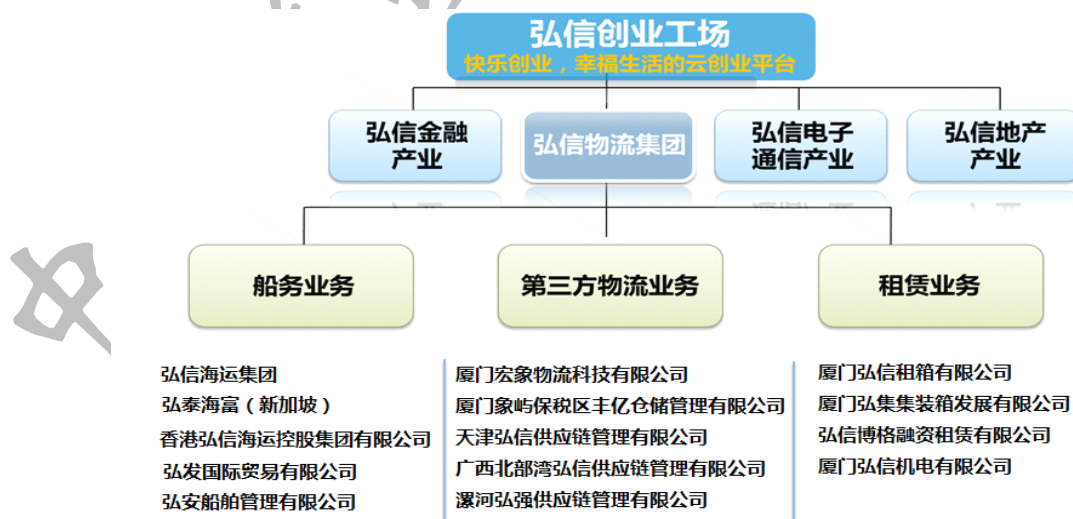 弘信创业工场
快乐创业，幸福生活的云创业平台
弘信金融
产业
弘信物流集团
弘信电子
通信产业
弘信地产
产业
船务业务
第三方物流业务
租赁业务
弘信海运集团
弘泰海富（新加坡）
香港弘信海运控股集团有限公司
弘发国际贸易有限公司
弘安船舶管理有限公司
厦门宏象物流科技有限公司
厦门象屿保税区丰亿仓储管理有限公司
天津弘信供应链管理有限公司
广西北部湾弘信供应链管理有限公司
漯河弘强供应链管理有限公司
厦门弘信租箱有限公司
厦门弘集集装箱发展有限公司
弘信博格融资租赁有限公司
厦门弘信机电有限公司